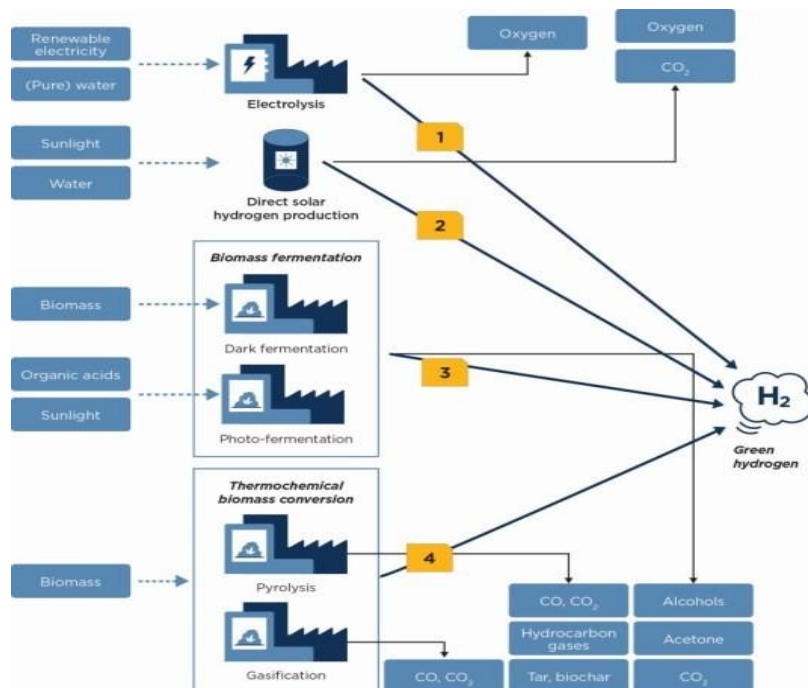 Renewable
electricity
(Pure) water
Electrolysis
Oxygen
Oxygen
CO₂
1
Sunlight
Water
Direct solar
hydrogen production
2
Biomass fermentation
Biomass
Dark fermentation
3
Organic acids
Sunlight
Photo-fermentation
H₂
Green
hydrogen
Thermochemical
biomass conversion
4
Biomass
Pyrolysis
Gasification
CO, CO₂
CO, CO₂
Hydrocarbon
gases
Tar, biochar
Alcohols
Acetone
CO₂